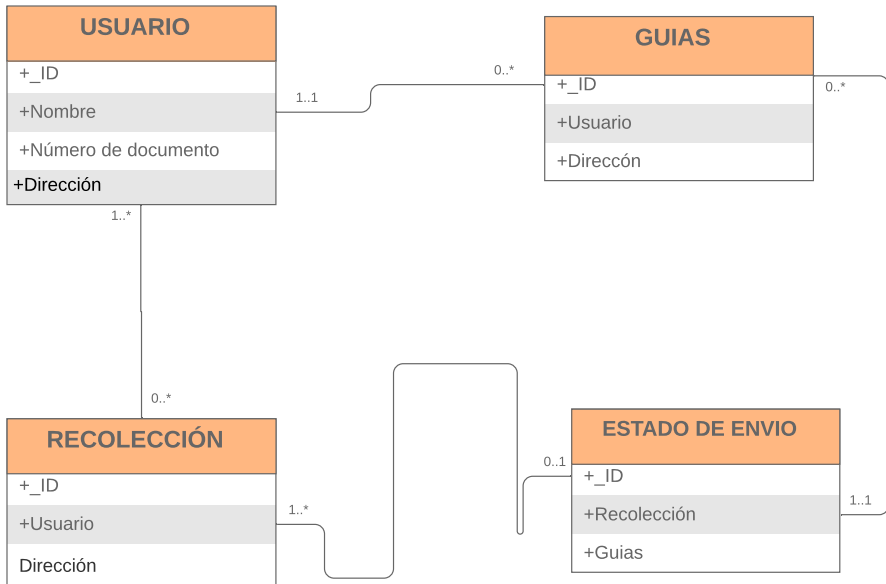 USUARIO
+_ID
+Nombre
+Número de documento
+Dirección
1..1
0..*
GUIAS
+_ID
+Usuario
+Direccón
0..*
1..*
0..*
RECOLECCIÓN
+_ID
+Usuario
Dirección
1..*
0..1
ESTADO DE ENVIO
+_ID
+Recolección
+Guias
1..1